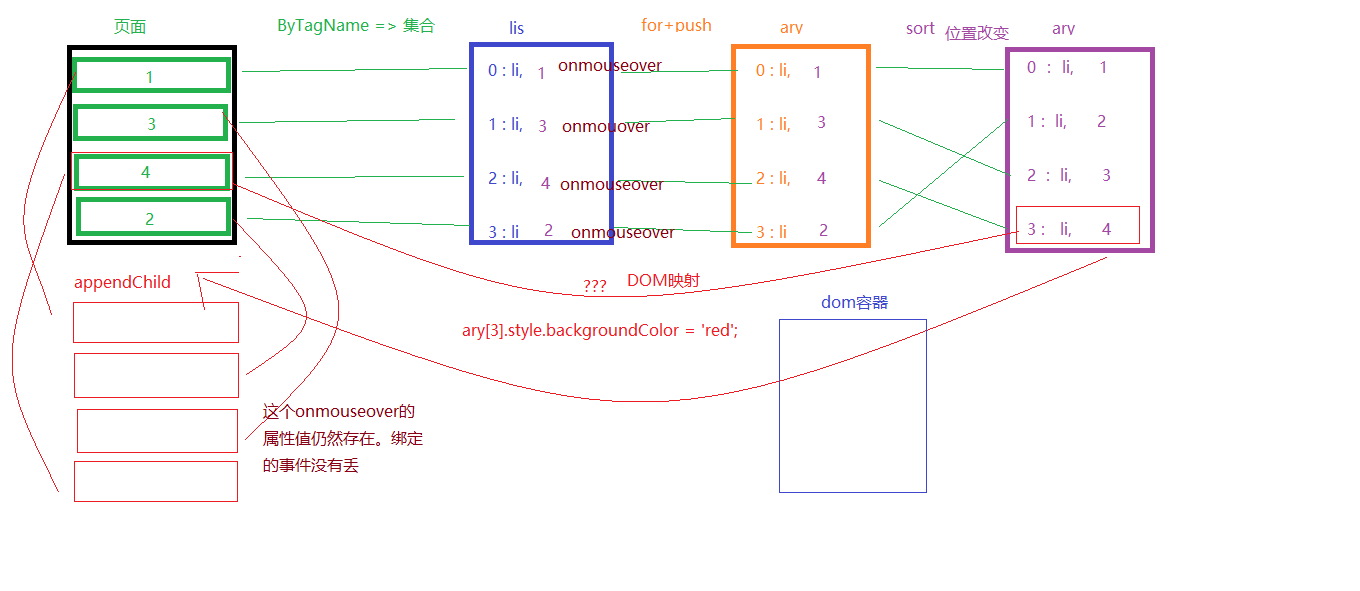 页面
ByTagName => 集合
lis
for+push
ary
sort
位置改变
ary
1
3
4
2
0 : li, 1 onmouseover
1 : li, 3 onmouover
2 : li, 4 onmouseover
3 : li 2 onmouseover
0 : li, 1
1 : li, 3
2 : li, 4
3 : li 2
0 : li, 1
1 : li, 2
2 : li, 3
3 : li, 4
appendChild
??? DOM映射
dom容器
ary[3].style.backgroundColor = 'red';
这个onmouseover的
属性值仍然存在。绑定
的事件没有丢